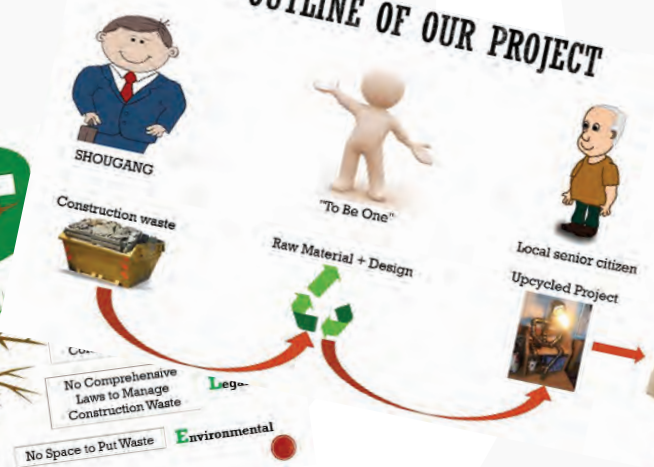 OUTLINE OF OUR PROJECT
SHOUGANG
"To Be One"
Local senior citizen
Construction waste
Raw Material + Design
Upcycled Project
No Comprehensive
Laws to Manage
Construction Waste
No Space to Put Waste
Environmental